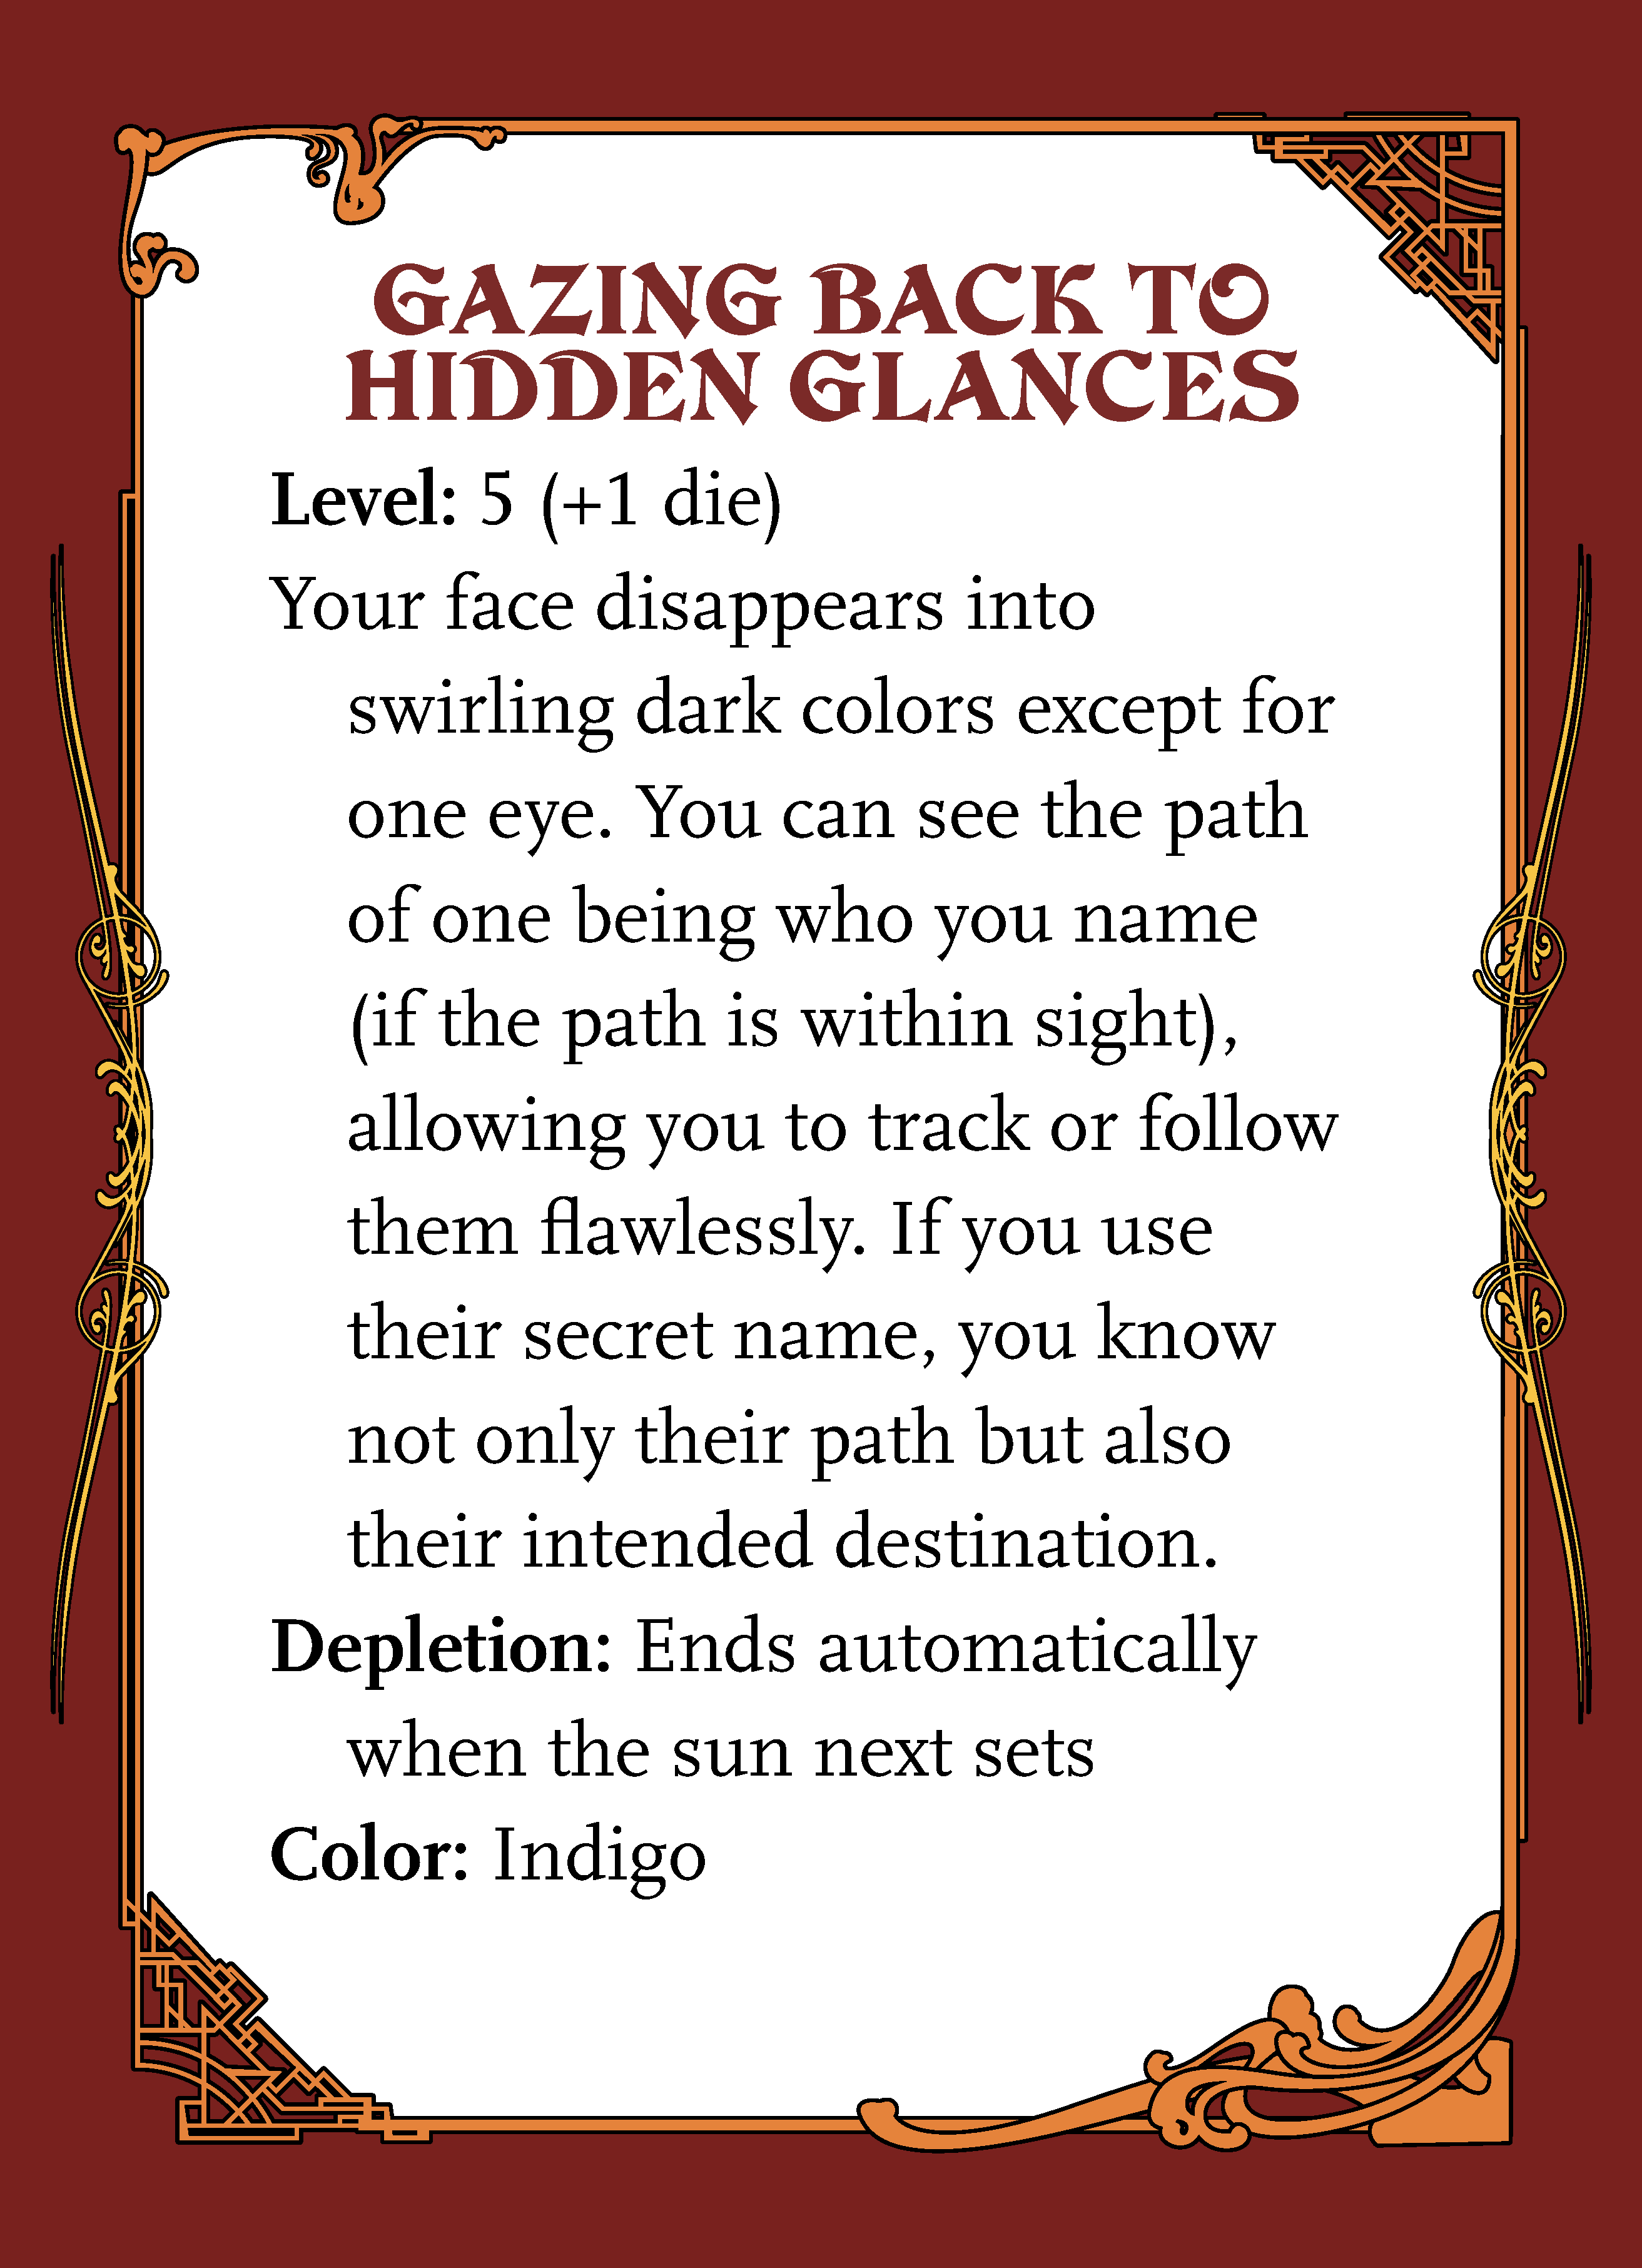 GAZING BACK TO
HIDDEN GLANCES
Level: 5 (+1 die)
Your face disappears into
swirling dark colors except for
one eye. You can see the path
of one being who you name
(if the path is within sight),
allowing you to track or follow
them flawlessly. If you use
their secret name, you know
not only their path but also
their intended destination.
Depletion: Ends automatically
when the sun next sets
Color: Indigo